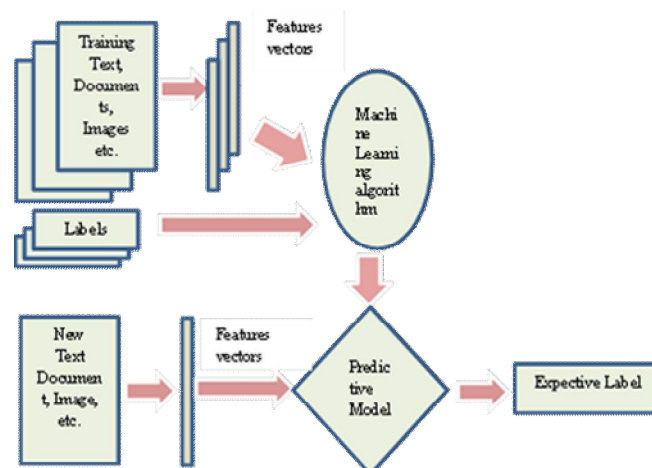 Training
Text,
Documen
ts,
Images
etc.
Features
vectors
Machi
ne
Learni
ng
algorit
hm
Labels
New
Text
Documen
t, Image,
etc.
Features
vectors
Predic
tive
Model
Expective Label